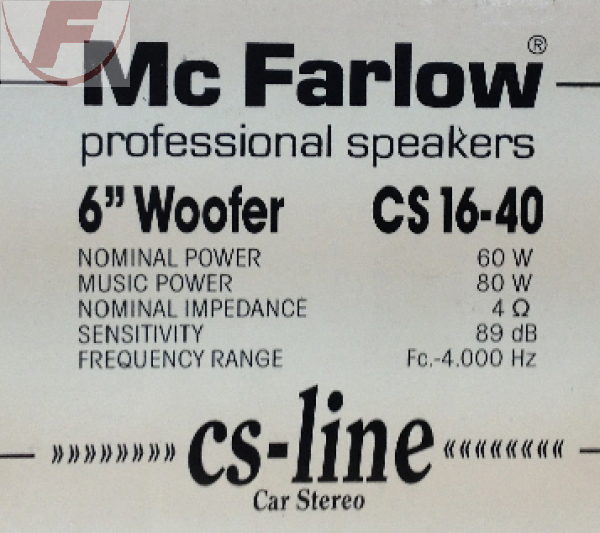 F
Mc Farlow®
professional speakers
6” Woofer CS 16-40
NOMINAL POWER 60 W
MUSIC POWER 80 W
NOMINAL IMPEDANCE 4 Ω
SENSITIVITY 89 dB
FREQUENCY RANGE Fc.-4.000 Hz
»»»»»»»» cs-line ««««««««
Car Stereo